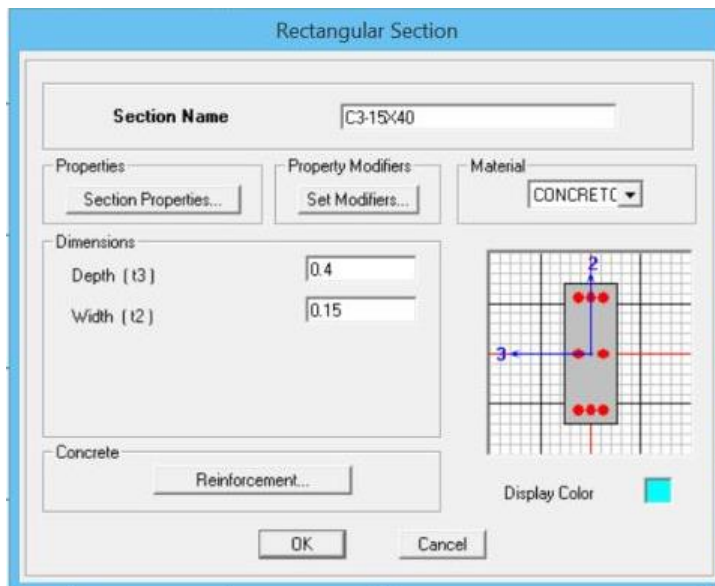 Rectangular Section
Section Name C3-15X40
Properties Property Modifiers Material
Section Properties... Set Modifiers... CONCRETO
Dimensions
Depth ( t3 ) 0.4
Width ( t2 ) 0.15
2
3
Concrete
Reinforcement...
Display Color
OK Cancel